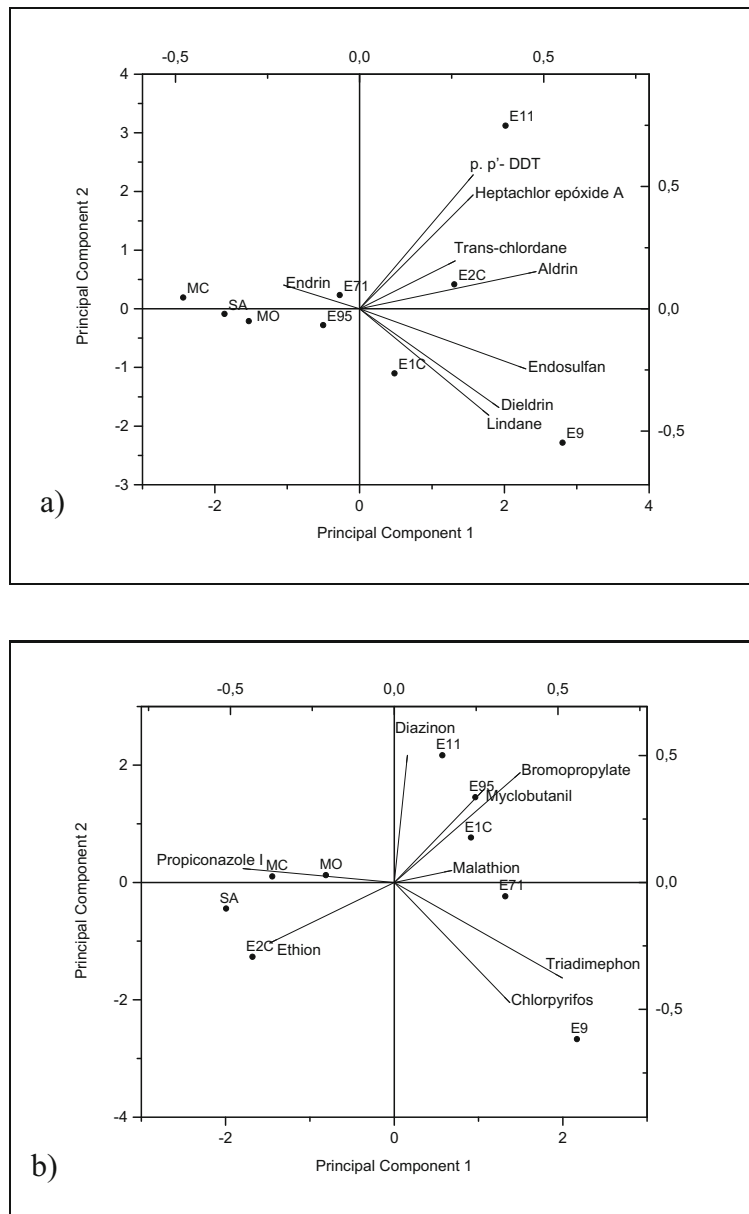 -0,5 0,0 0,5
4
E11
3
p. p'- DDT
0,5
2
Heptachlor epóxide A
Trans-chlordane
1
Endrin E71 E2C Aldrin
MC
SA
0 0,0
MO E95
Principal Component 2
E1C
-1
Endosulfan
Dieldrin
-0,5
Lindane
-2
E9
-3
a)
-2 0 2 4
Principal Component 1
-0,5 0,0 0,5
Diazinon
E11
2 0,5
Bromopropylate
E95
Myclobutanil
E1C
Propiconazole I MC MO Malathion
0 0,0
SA E71
Principal Component 2
E2C Ethion
Triadimephon
Chlorpyrifos
-0,5
-2
E9
-4
-2 0 2
b)
Principal Component 1